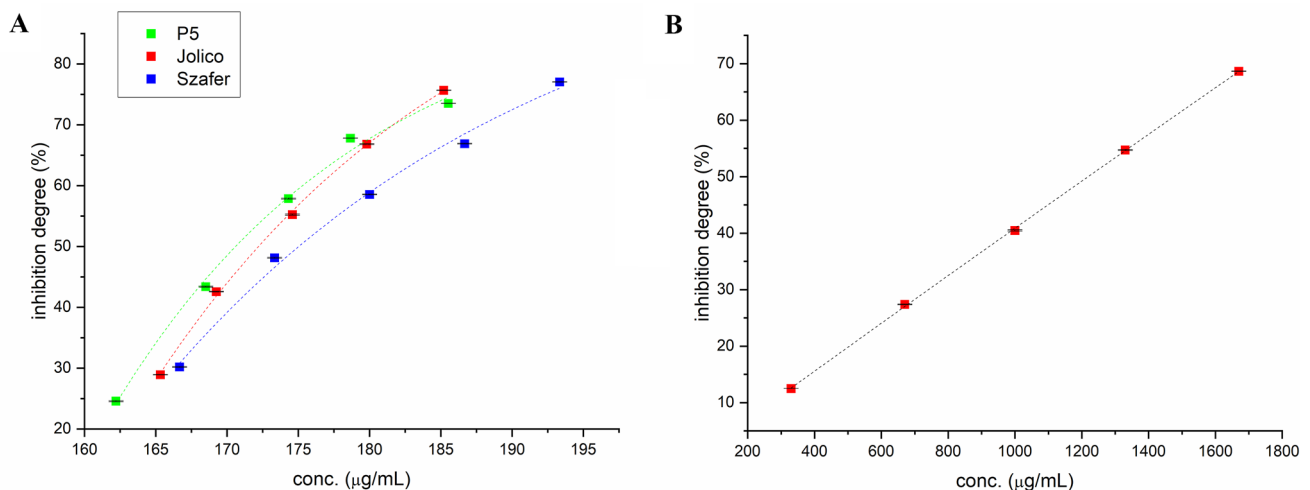 A
P5
Jolico
Szafer
inhibition degree (%)
80
70
60
50
40
30
20
160 165 170 175 180 185 190 195
conc. (μg/mL)
B
inhibition degree (%)
70
60
50
40
30
20
10
200 400 600 800 1000 1200 1400 1600 1800
conc. (μg/mL)